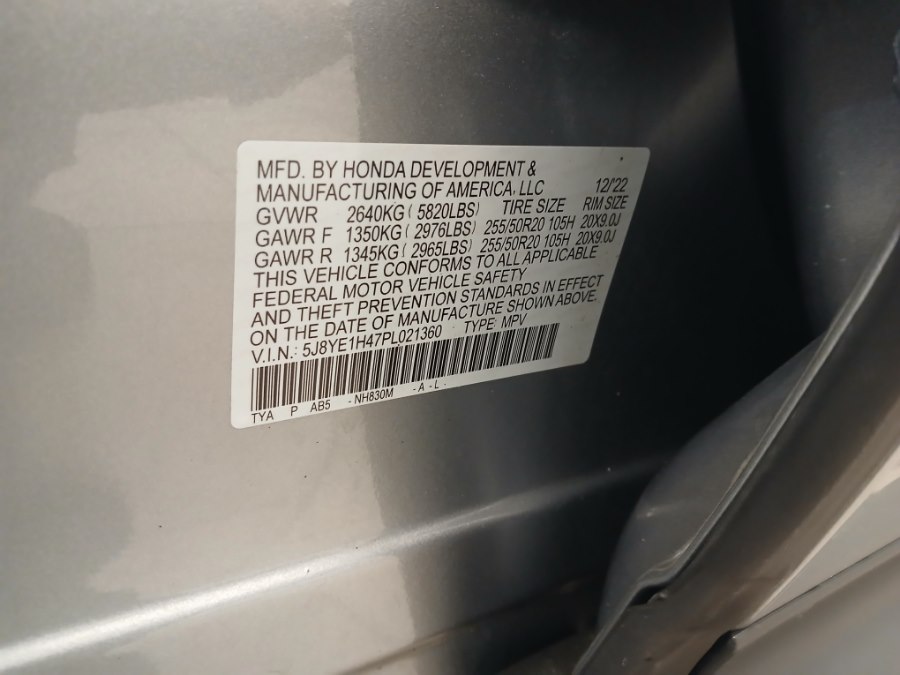 MFD. BY HONDA DEVELOPMENT &
MANUFACTURING OF AMERICA, LLC 12/'22
GVWR 2640KG ( 5820LBS) TIRE SIZE RIM SIZE
GAWR F 1350KG ( 2976LBS) 255/50R20 105H 20X9.0J
GAWR R 1345KG ( 2965LBS) 255/50R20 105H 20X9.0J
THIS VEHICLE CONFORMS TO ALL APPLICABLE
FEDERAL MOTOR VEHICLE SAFETY
AND THEFT PREVENTION STANDARDS IN EFFECT
ON THE DATE OF MANUFACTURE SHOWN ABOVE.
V.I.N.: 5J8YE1H47PL021360 TYPE: MPV
TYA P AB5 - NH830M - A - L -